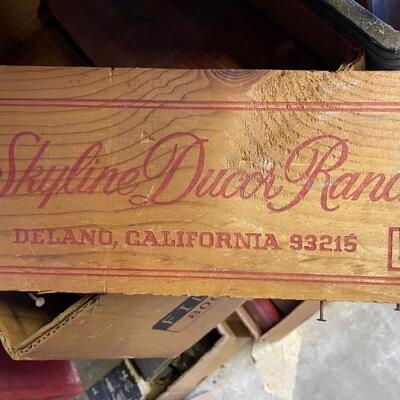 Skyline Ducor Ranc
DELANO, CALIFORNIA 93215